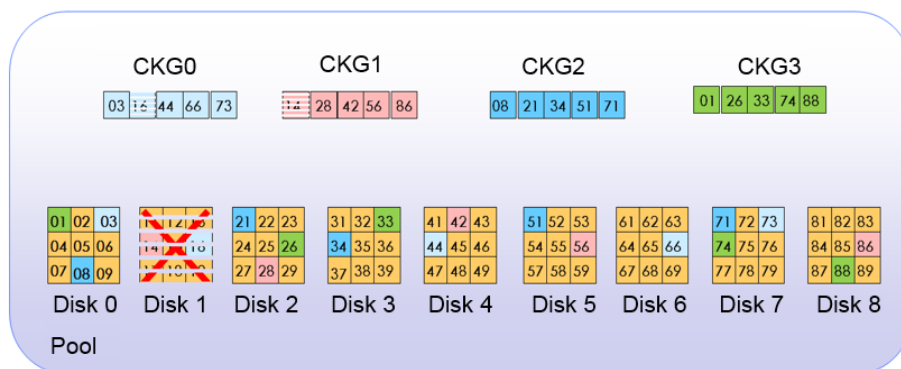 CKG0 CKG1 CKG2 CKG3
03 16 44 66 73 14 28 42 56 86 08 21 34 51 71 01 26 33 74 88
01 02 03 12 21 22 23 31 32 33 41 42 43 51 52 53 61 62 63 71 72 73 81 82 83
04 05 06 14 16 24 25 26 34 35 36 44 45 46 54 55 56 64 65 66 74 75 76 84 85 86
07 08 09 27 28 29 37 38 39 47 48 49 57 58 59 67 68 69 77 78 79 87 88 89
Disk 0 Disk 1 Disk 2 Disk 3 Disk 4 Disk 5 Disk 6 Disk 7 Disk 8
Pool